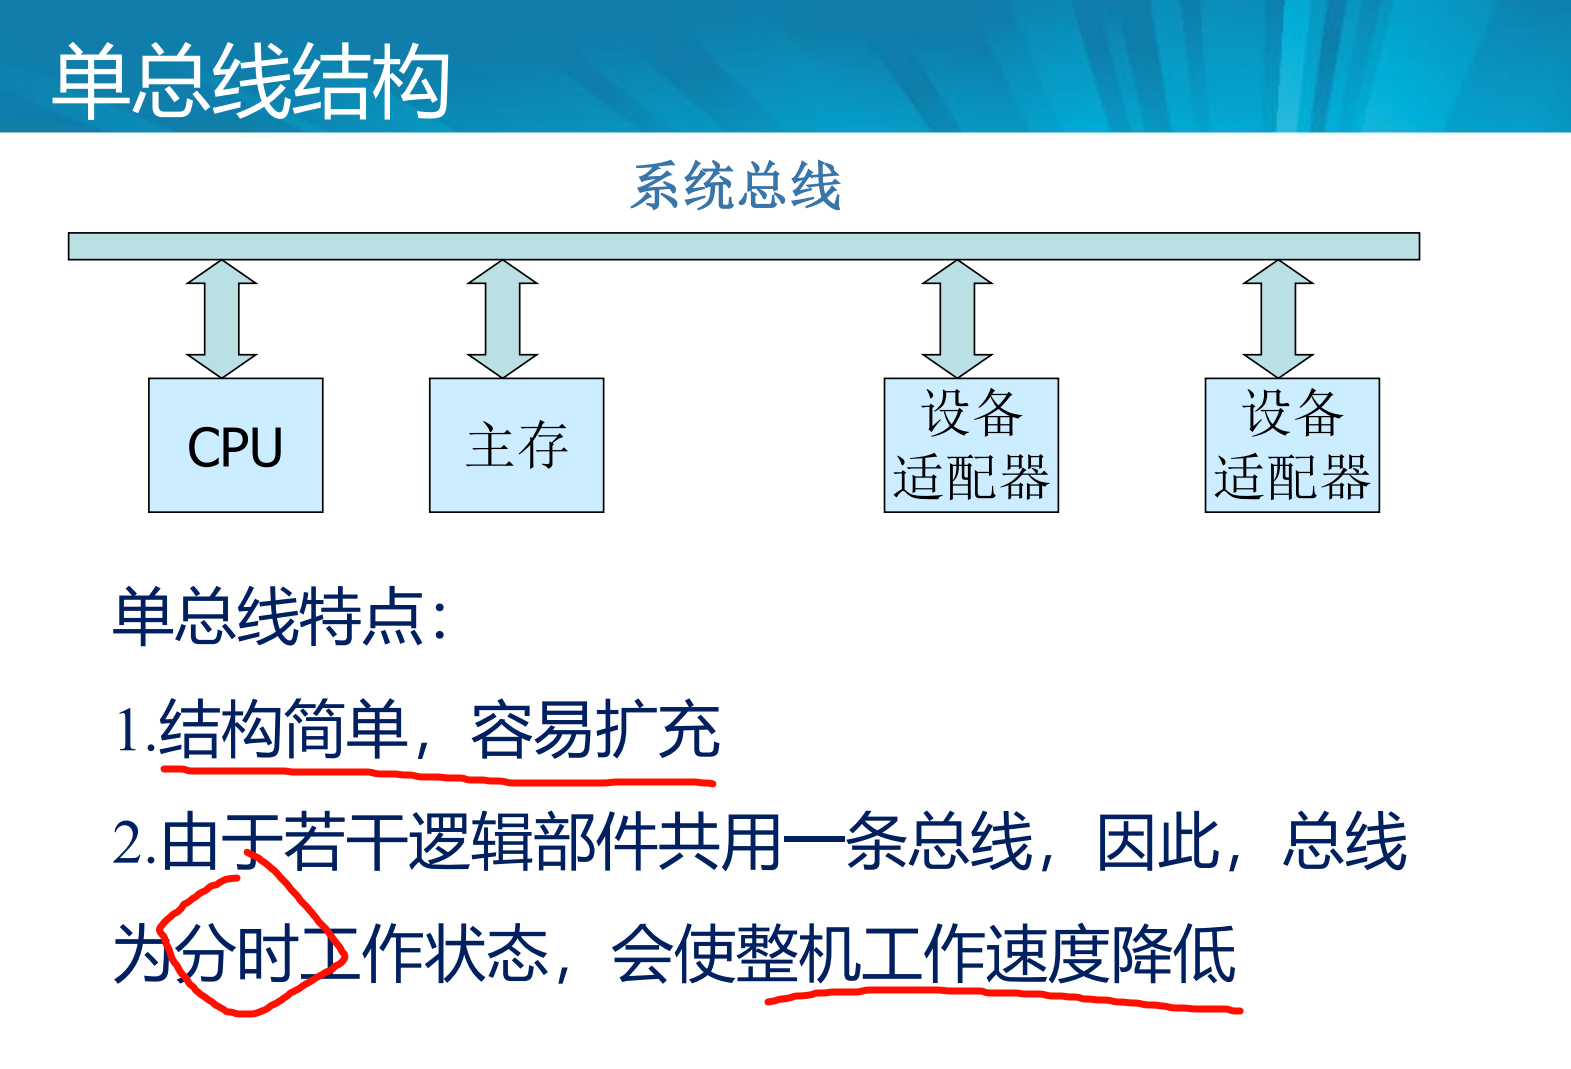 单总线结构
系统总线
CPU
主存
设备
适配器
设备
适配器
单总线特点：
1.结构简单，容易扩充
2.由于若干逻辑部件共用一条总线，因此，总线
为分时工作状态，会使整机工作速度降低